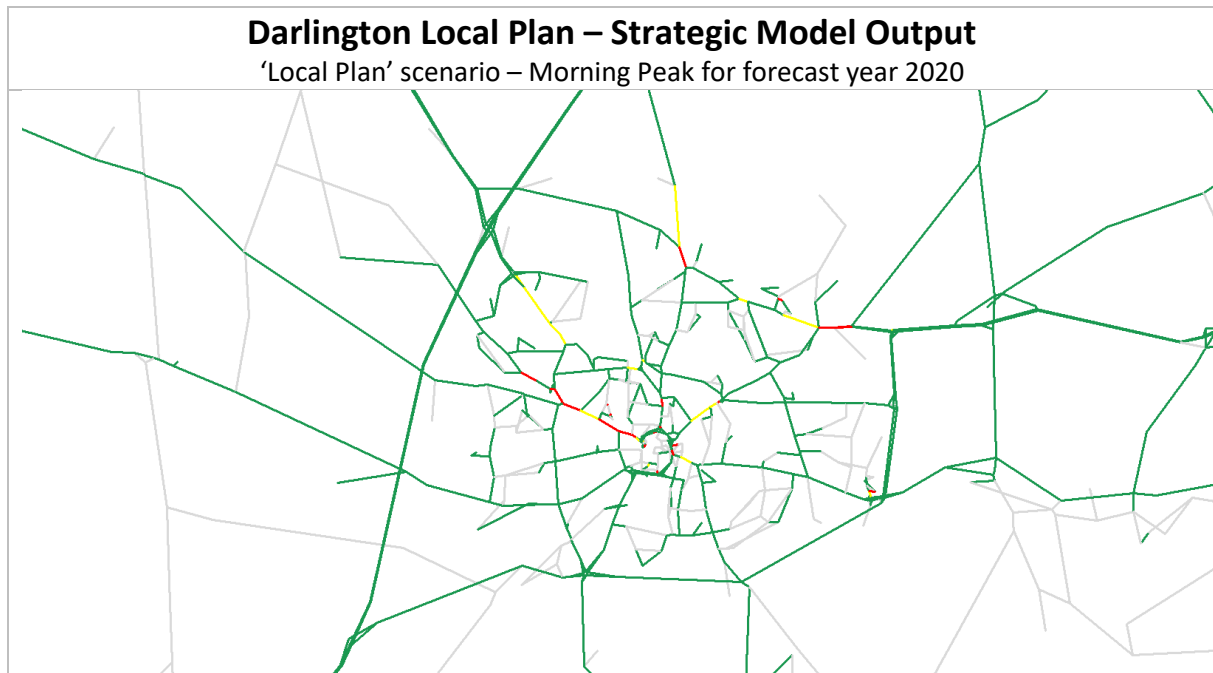 Darlington Local Plan – Strategic Model Output
‘Local Plan’ scenario – Morning Peak for forecast year 2020